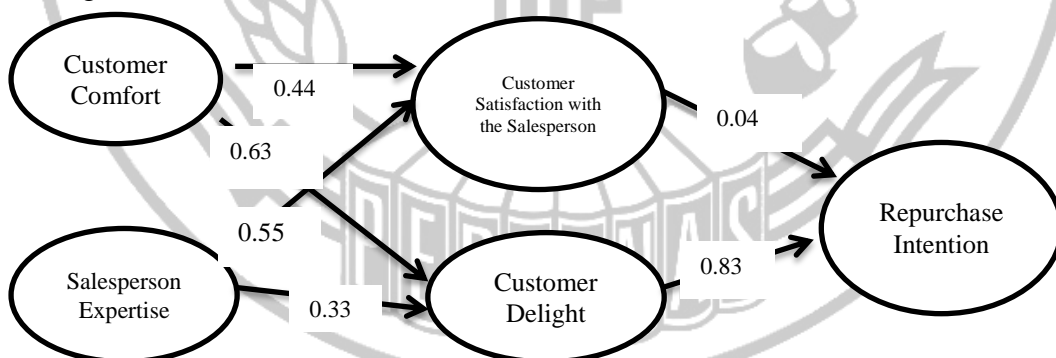 Customer
Comfort
0.44
Customer
Satisfaction with
the Salesperson
0.04
0.63
Repurchase
Intention
0.55
Salesperson
Expertise
0.33
Customer
Delight
0.83